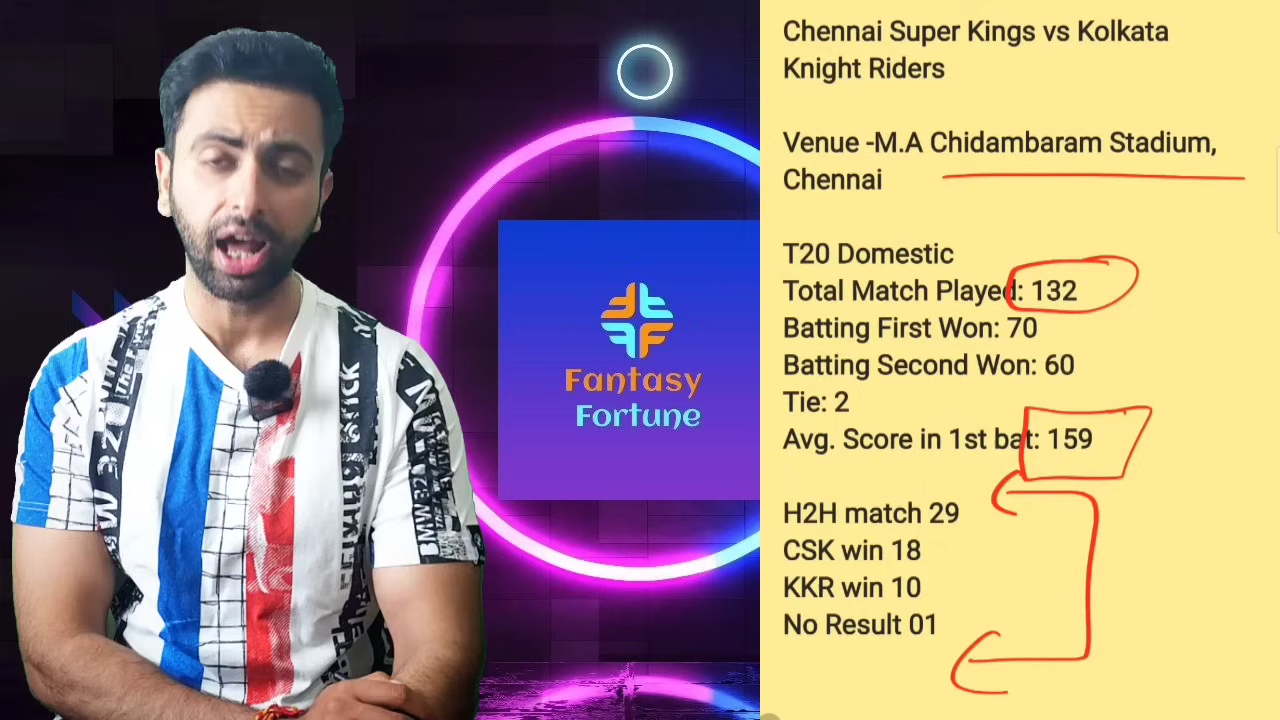 Chennai Super Kings vs Kolkata
Knight Riders
Venue -M.A Chidambaram Stadium,
Chennai
T20 Domestic
Total Match Played: 132
Batting First Won: 70
Batting Second Won: 60
Tie: 2
Avg. Score in 1st bat: 159
H2H match 29
CSK win 18
KKR win 10
No Result 01
Fantasy
Fortune